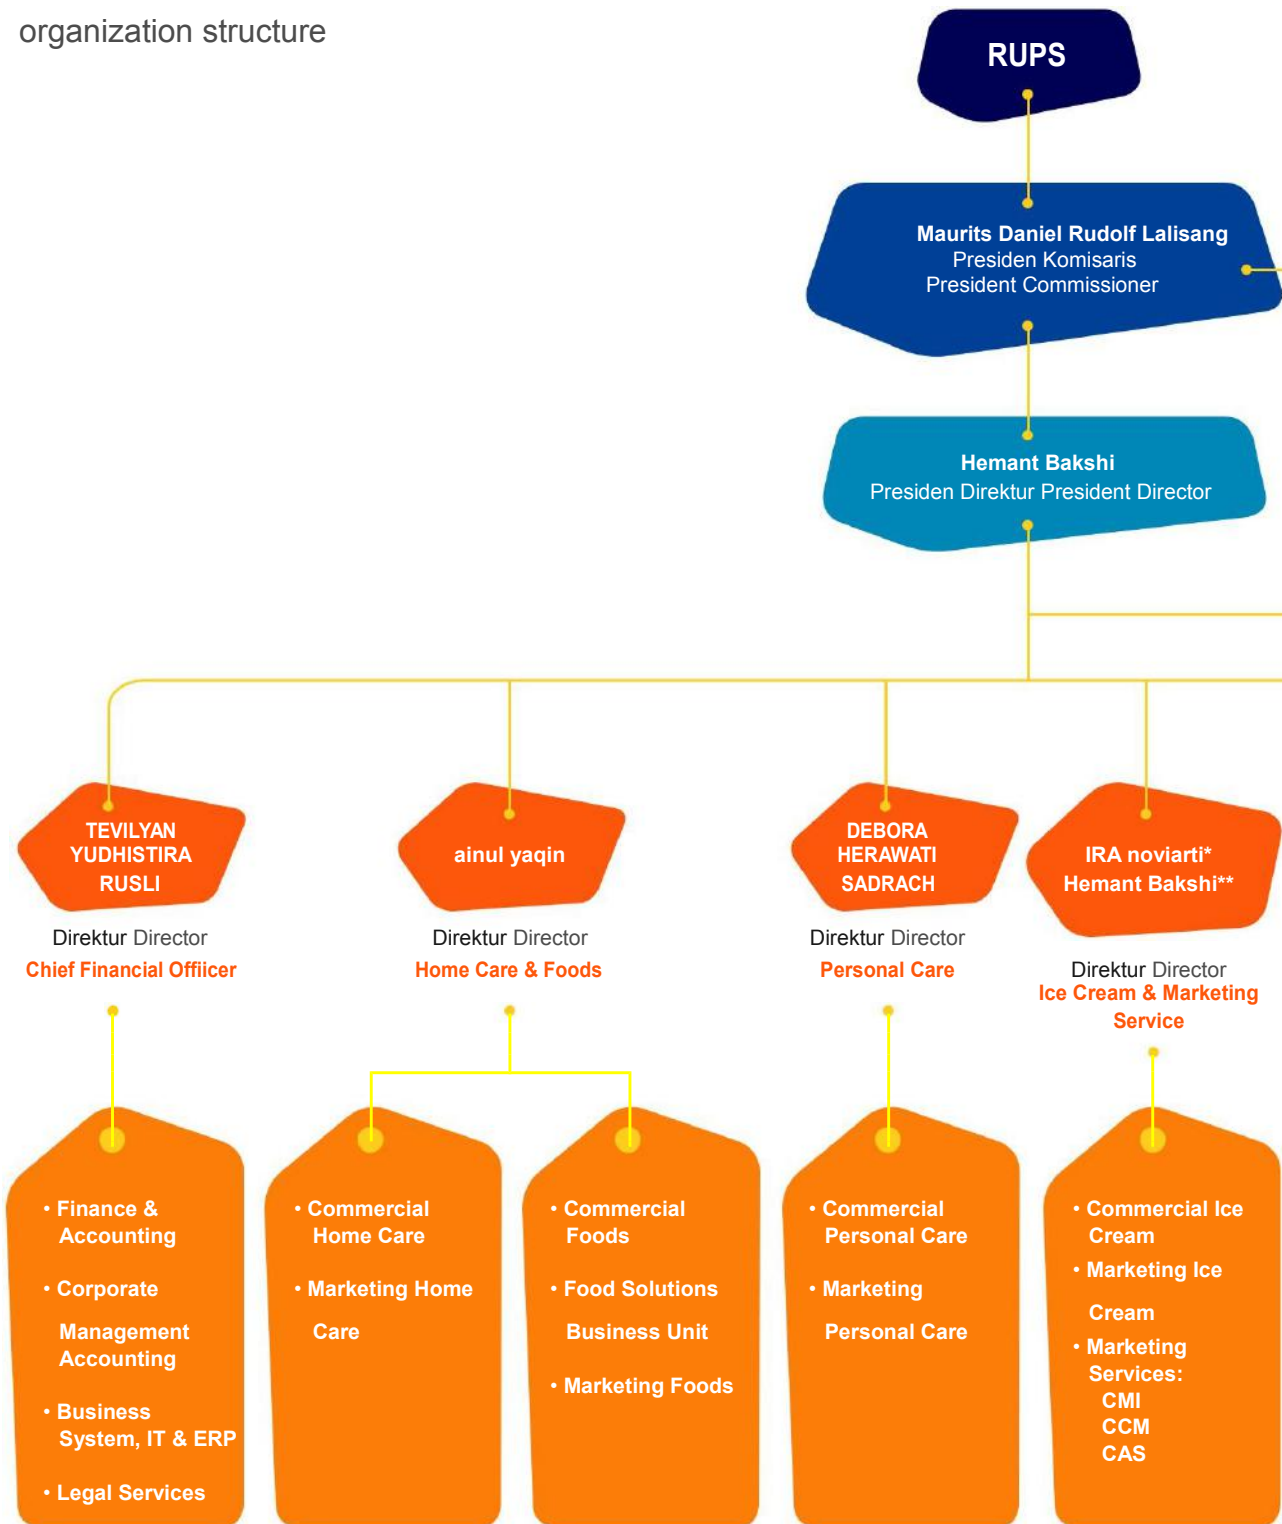 organization structure
RUPS
Maurits Daniel Rudolf Lalisang
Presiden Komisaris
President Commissioner
Hemant Bakshi
Presiden Direktur President Director
TEVILYAN
YUDHISTIRA
RUSLI
Direktur Director
Chief Financial Offiicer
ainul yaqin
Direktur Director
Home Care & Foods
DEBORA
HERAWATI
SADRACH
Direktur Director
Personal Care
IRA noviarti*
Hemant Bakshi**
Direktur Director
Ice Cream & Marketing
Service
• Finance &
Accounting
• Corporate
Management
Accounting
• Business
System, IT & ERP
• Legal Services
• Commercial
Home Care
• Marketing Home
Care
• Commercial
Foods
• Food Solutions
Business Unit
• Marketing Foods
• Commercial
Personal Care
• Marketing
Personal Care
• Commercial Ice
Cream
• Marketing Ice
Cream
• Marketing
Services:
CMI
CCM
CAS